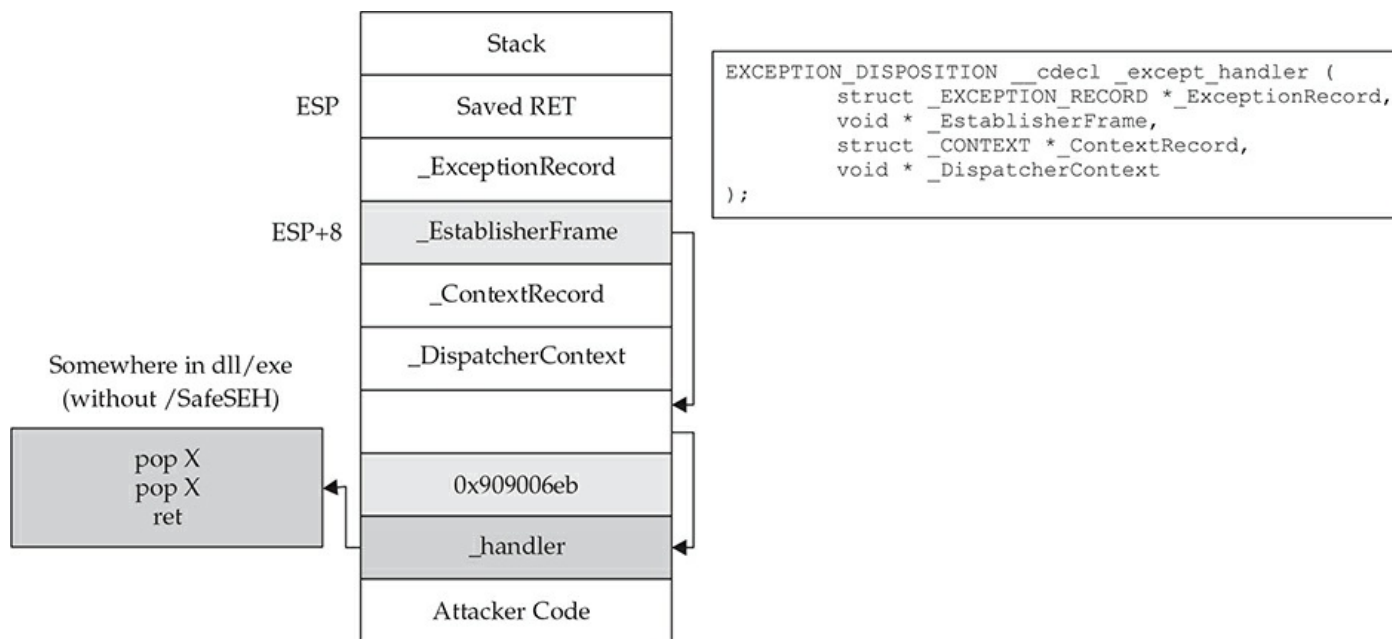 Stack
EXCEPTION_DISPOSITION __cdecl _except_handler (
struct _EXCEPTION_RECORD *_ExceptionRecord,
void * _EstablisherFrame,
struct _CONTEXT *_ContextRecord,
void * _DispatcherContext
);
ESP
Saved RET
_ExceptionRecord
ESP+8
_EstablisherFrame
_ContextRecord
_DispatcherContext
Somewhere in dll/exe
(without /SafeSEH)
pop X
pop X
ret
0x909006eb
_handler
Attacker Code